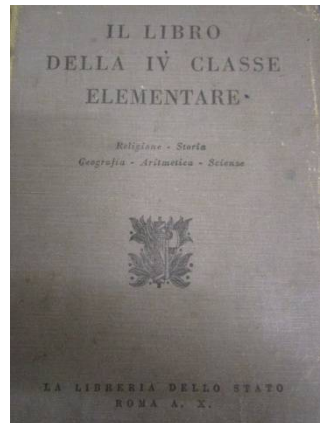 IL LIBRO
DELLA IV CLASSE
ELEMENTARE
Religione - Storia
Geografia - Aritmetica - Scienze
LA LIBRERIA DELLO STATO
ROMA A. X.